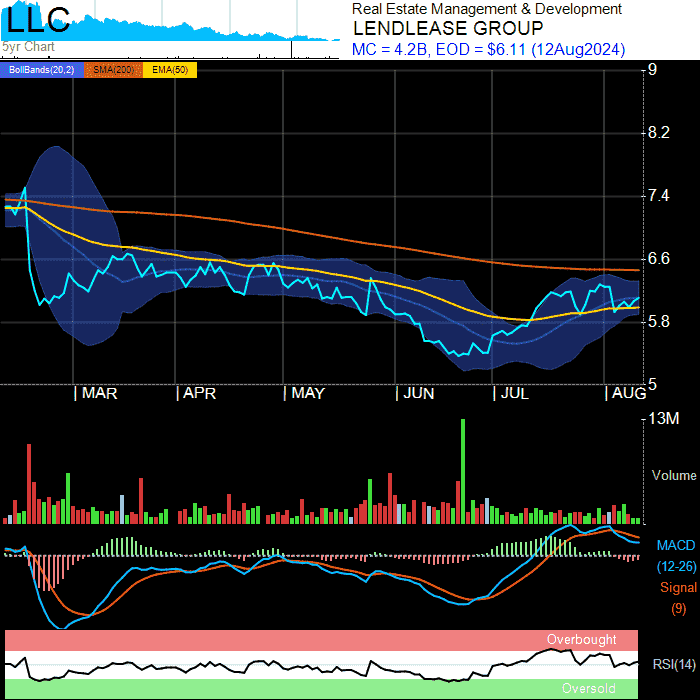 LLC
5yr Chart
Real Estate Management & Development
LENDLEASE GROUP
MC = 4.2B, EOD = $6.11 (12Aug2024)
BollBands(20,2) SMA(200) EMA(50)
9
8.2
7.4
6.6
5.8
5
MAR APR MAY JUN JUL AUG
13M
Volume
MACD
(12-26)
Signal
(9)
Overbought
RSI(14)
Oversold